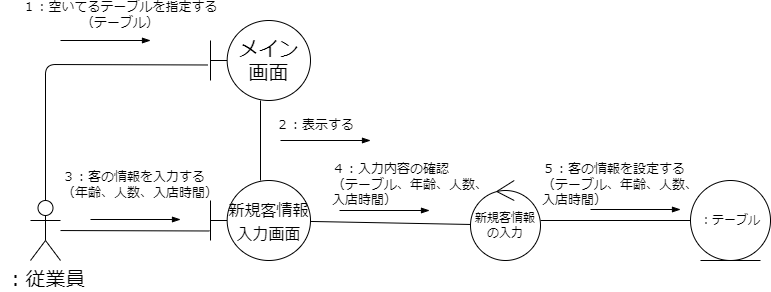 1：空いてるテーブルを指定する
（テーブル）
メイン
画面
2：表示する
3：客の情報を入力する
（年齢、人数、入店時間）
新規客情報
入力画面
4：入力内容の確認
（テーブル、年齢、人数、
入店時間）
新規客情報
の入力
5：客の情報を設定する
（テーブル、年齢、人数、
入店時間）
：テーブル
：従業員